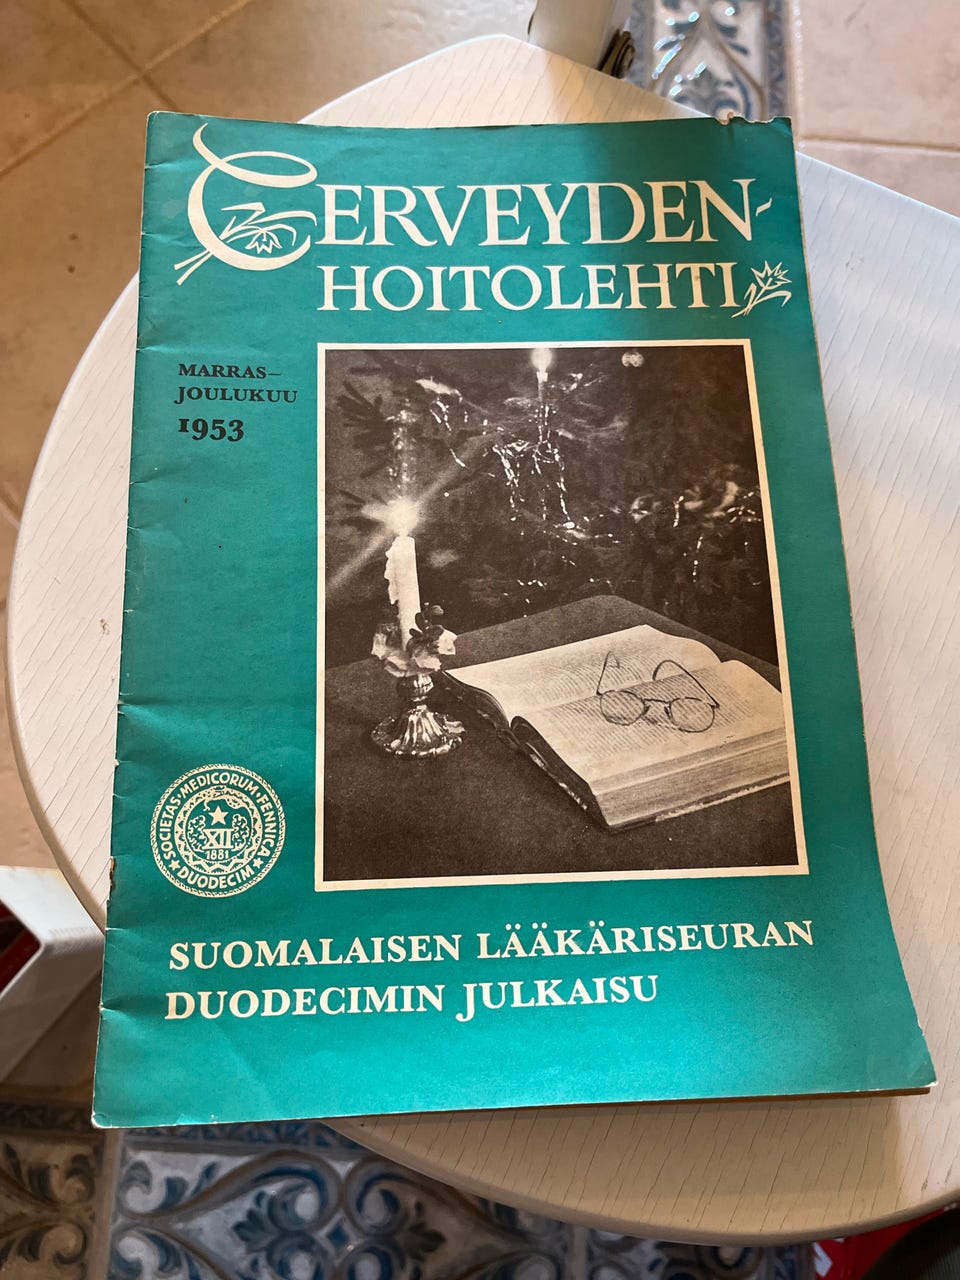 TERVEYDEN-
HOITOLEHTI
MARRAS–
JOULUKUU
1953
SOCIETAS·MEDICORUM·FENNICA
XII
1881
★DUODECIM★
SUOMALAISEN LÄÄKÄRISEURAN
DUODECIMIN JULKAISU